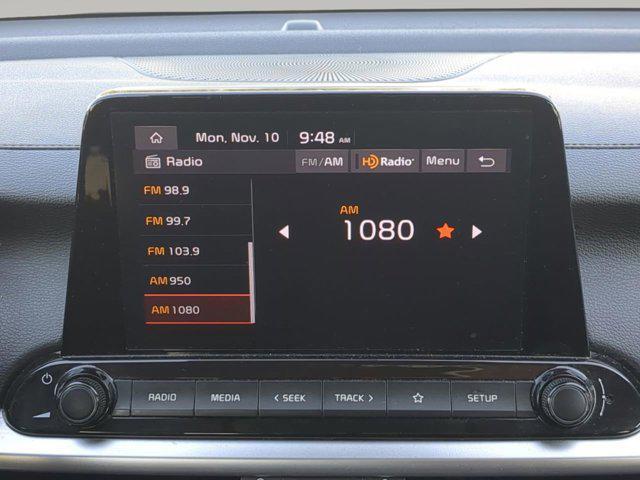 Mon, Nov. 10 9:48 AM
Radio FM/AM HD Radio Menu
FM 98.9
FM 99.7
FM 103.9
AM 950
AM 1080
AM
1080
RADIO MEDIA < SEEK TRACK > SETUP